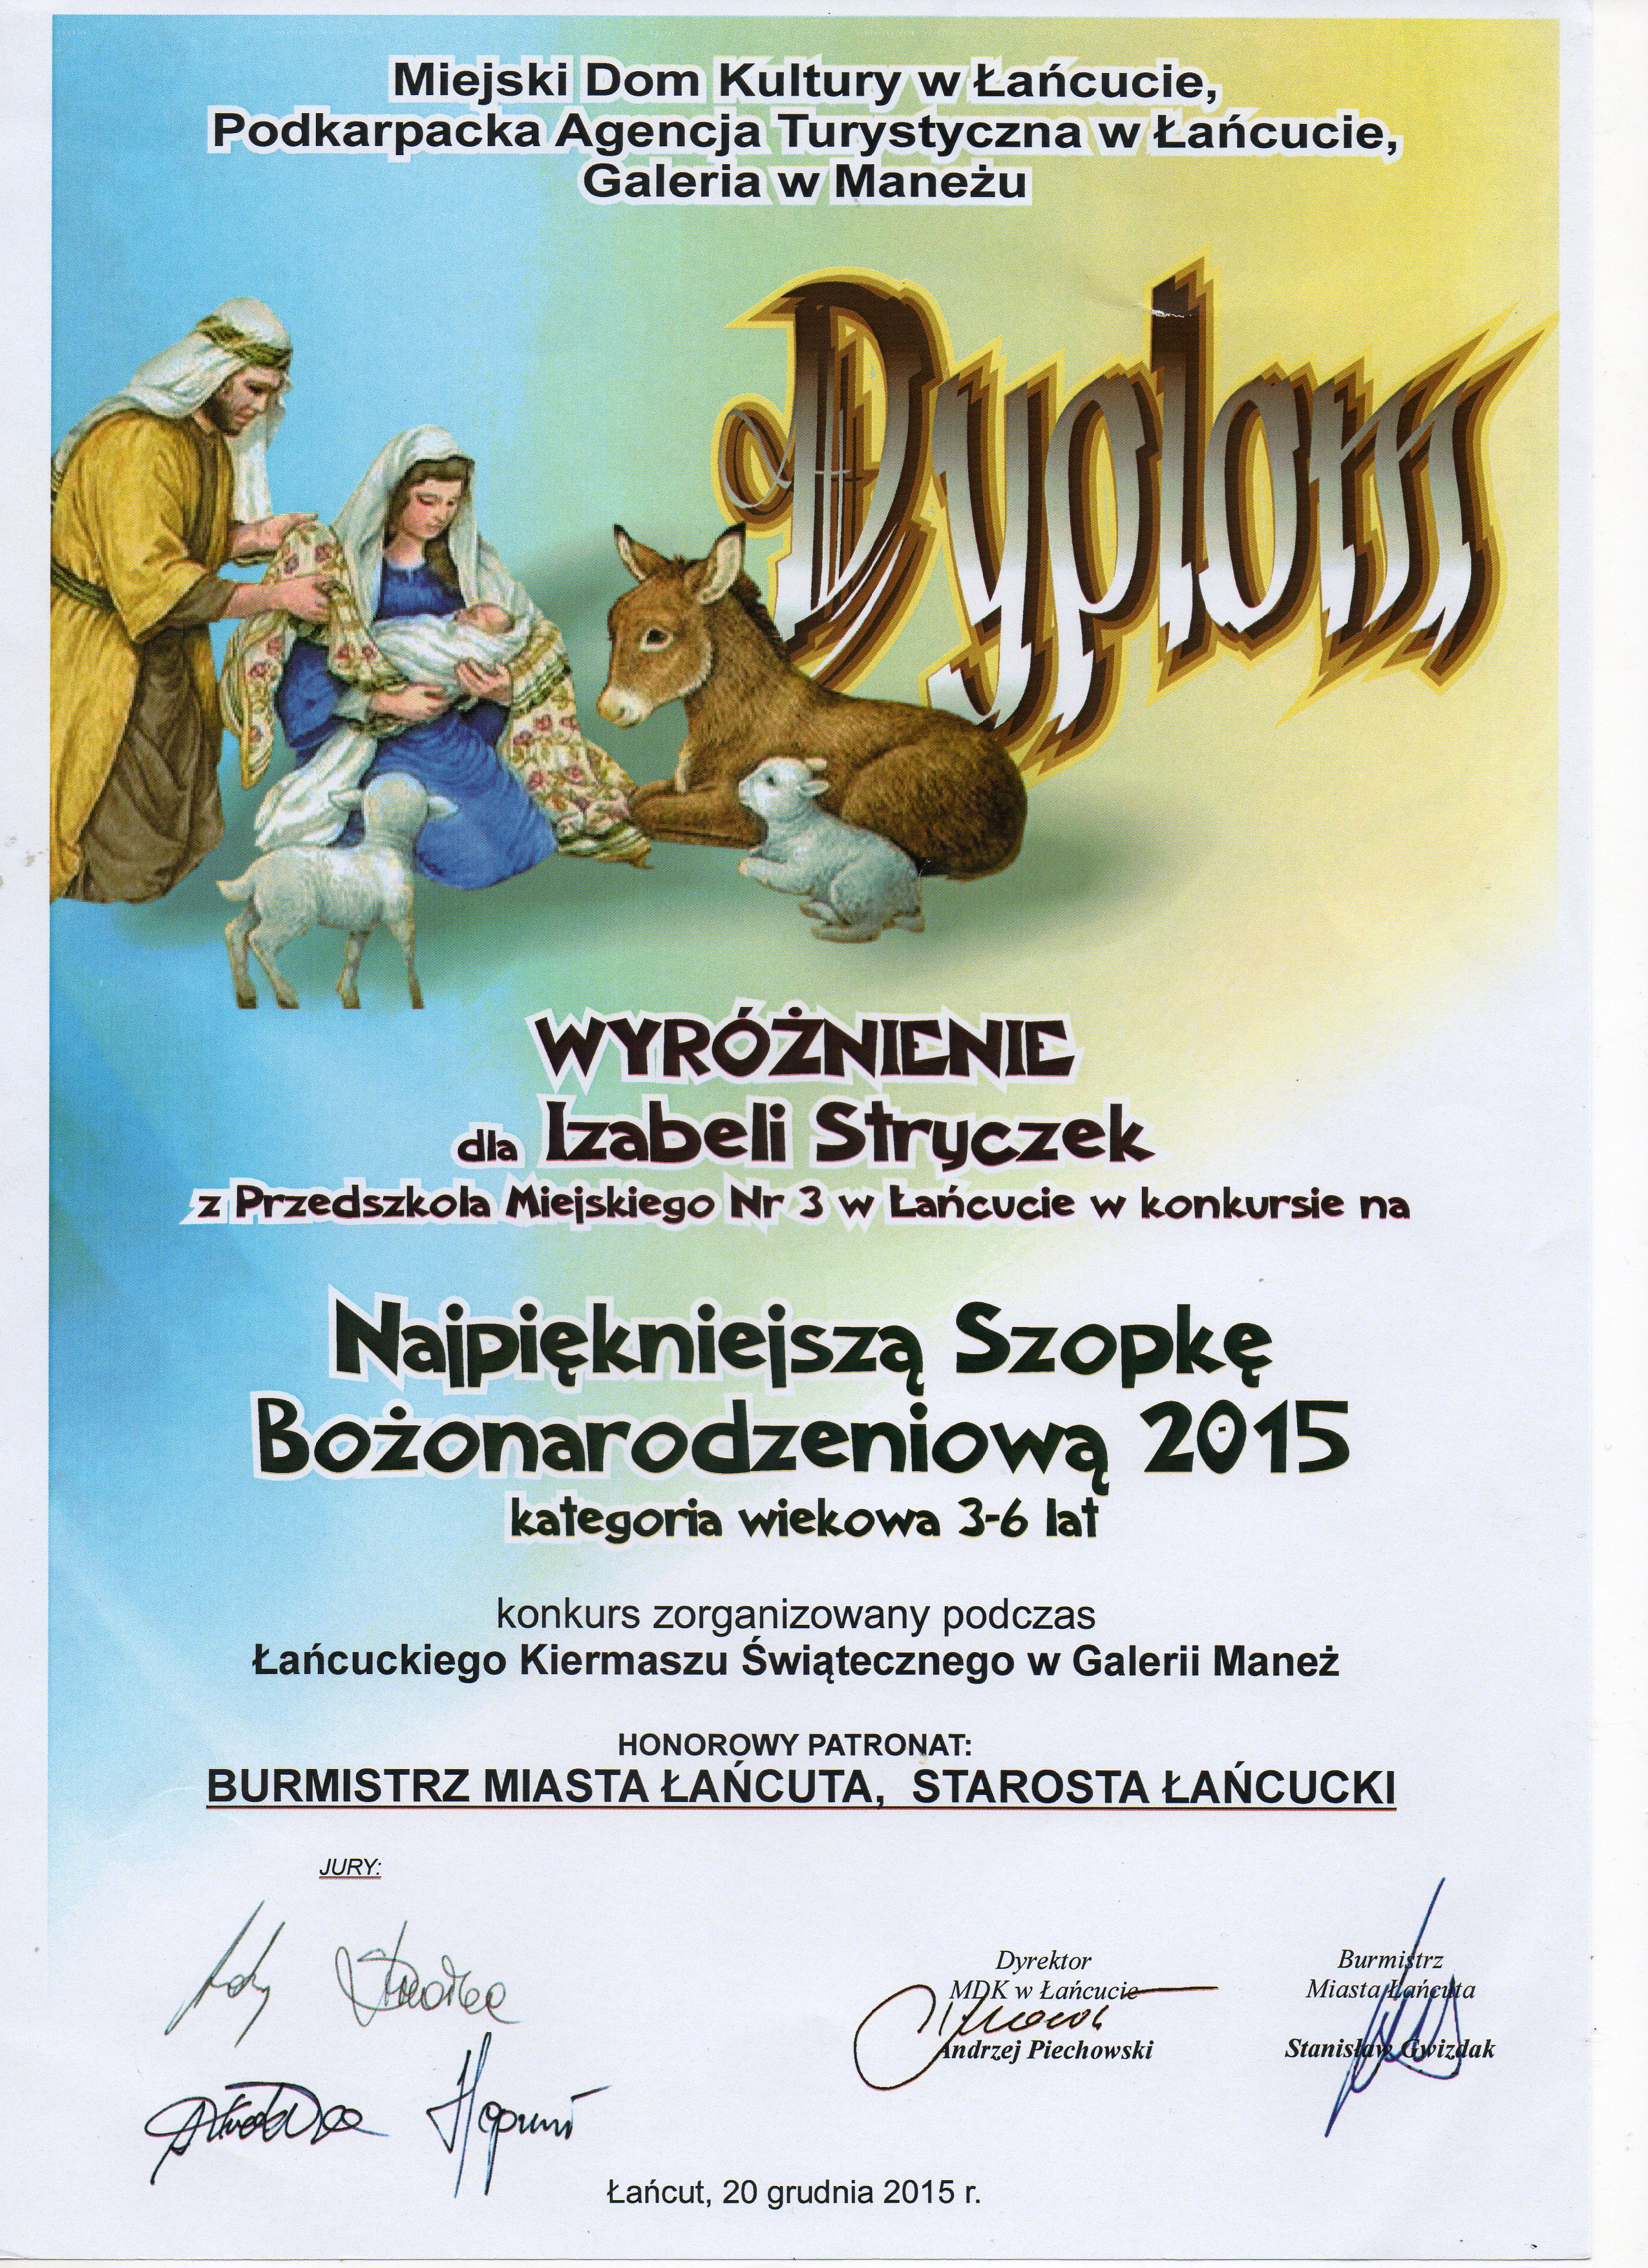 Miejski Dom Kultury w Łańcucie,
Podkarpacka Agencja Turystyczna w Łańcucie,
Galeria w Maneżu
Dyplom
WYRÓŻNIENIE
dla Izabeli Stryczek
z Przedszkola Miejskiego Nr 3 w Łańcucie w konkursie na
Najpiękniejszą Szopkę
Bożonarodzeniową 2015
kategoria wiekowa 3-6 lat
konkurs zorganizowany podczas
Łańcuckiego Kiermaszu Świątecznego w Galerii Maneż
HONOROWY PATRONAT:
BURMISTRZ MIASTA ŁAŃCUTA, STAROSTA ŁAŃCUCKI
JURY:
Dyrektor
MDK w Łańcucie
Andrzej Piechowski
Burmistrz
Miasta Łańcuta
Stanisław Gwizdak
Łańcut, 20 grudnia 2015 r.